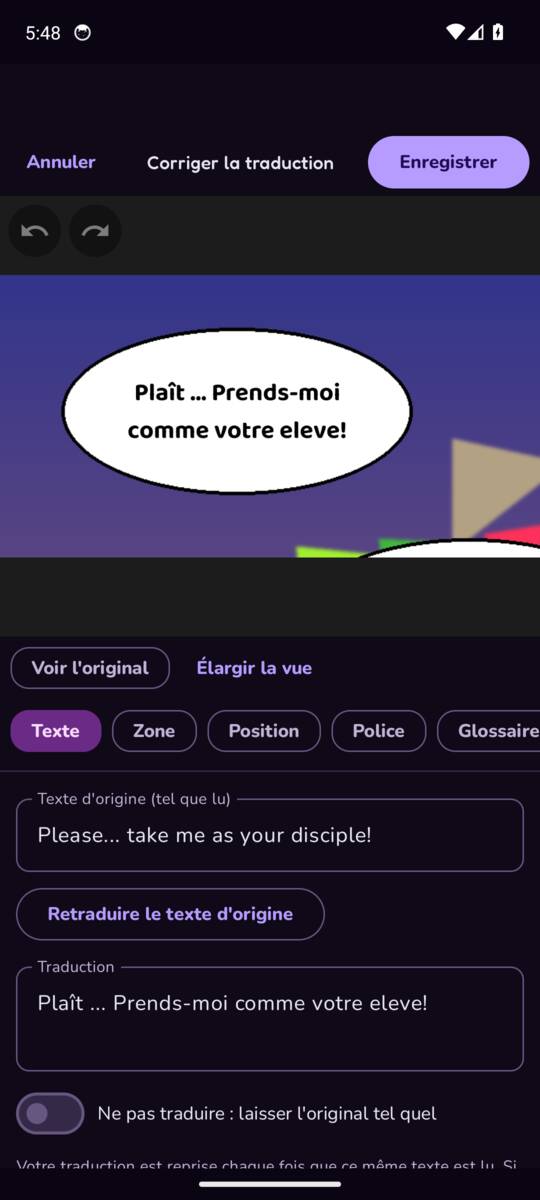 5:48
Annuler
Corriger la traduction
Enregistrer
Plaît ... Prends-moi
comme votre eleve!
Voir l'original
Élargir la vue
Texte
Zone
Position
Police
Glossaire
Texte d'origine (tel que lu)
Please... take me as your disciple!
Retraduire le texte d'origine
Traduction
Plaît ... Prends-moi comme votre eleve!
Ne pas traduire : laisser l'original tel quel
Votre traduction est reprise chaque fois que ce même texte est lu. Si